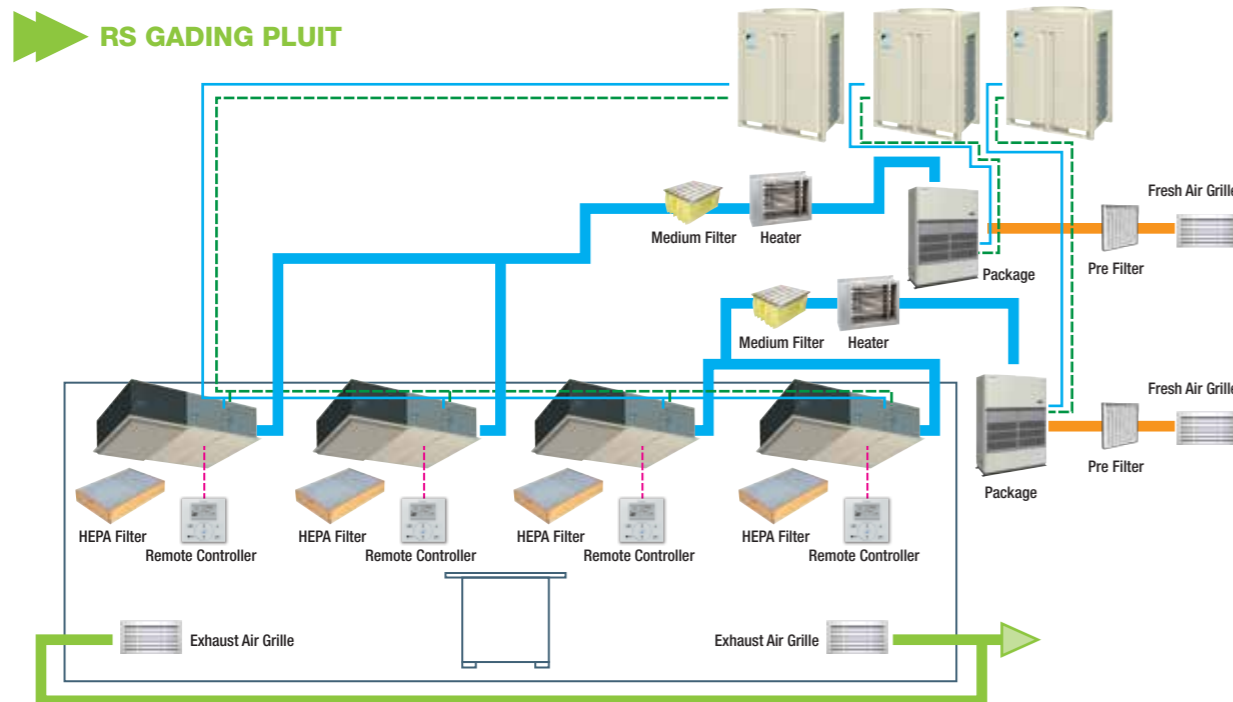 RS GADING PLUIT
Fresh Air Grille
Medium Filter
Heater
Package
Pre Filter
Medium Filter
Heater
Fresh Air Grille
Pre Filter
Package
HEPA Filter
Remote Controller
HEPA Filter
Remote Controller
HEPA Filter
Remote Controller
HEPA Filter
Remote Controller
Exhaust Air Grille
Exhaust Air Grille